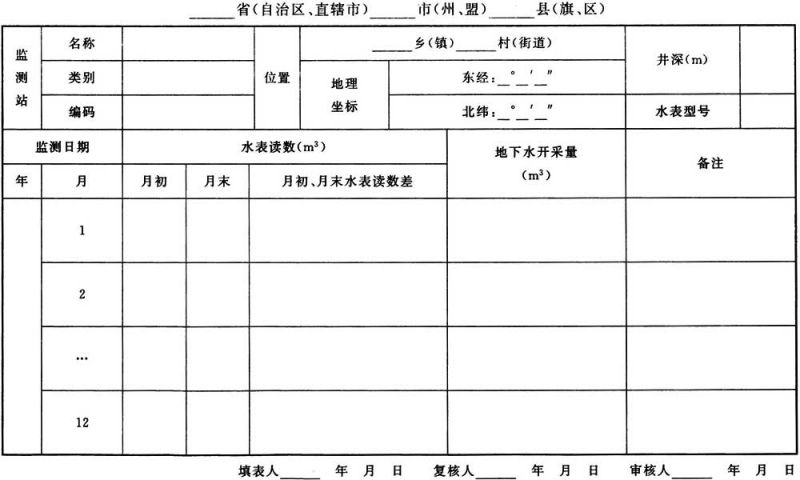 ______省(自治区、直辖市)______市(州、盟)______县(旗、区)
监测站 名称 位置 ______乡(镇)______村(街道) 井深(m)
类别 地理坐标 东经:__°__′__″
编码 北纬:__°__′__″ 水表型号
监测日期 水表读数(m³) 地下水开采量(m³) 备注
年 月 月初 月末 月初、月末水表读数差
1
2
…
12
填表人_____ 年 月 日 复核人_____ 年 月 日 审核人_____ 年 月 日